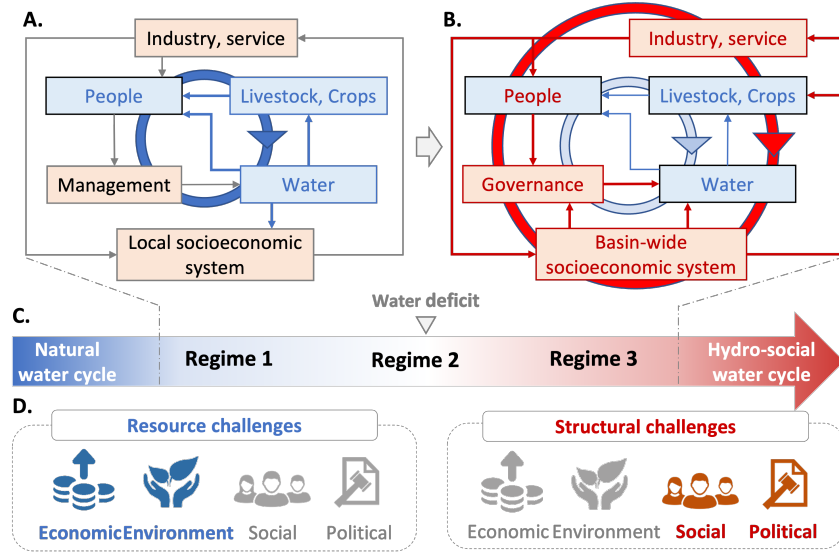 A.
Industry, service
People
Livestock, Crops
Management
Water
Local socioeconomic
system
B.
Industry, service
People
Livestock, Crops
Governance
Water
Basin-wide
socioeconomic system
Water deficit
C.
Natural
water cycle
Regime 1
Regime 2
Regime 3
Hydro-social
water cycle
D.
Resource challenges
Economic
Environment
Social
Political
Structural challenges
Economic
Environment
Social
Political